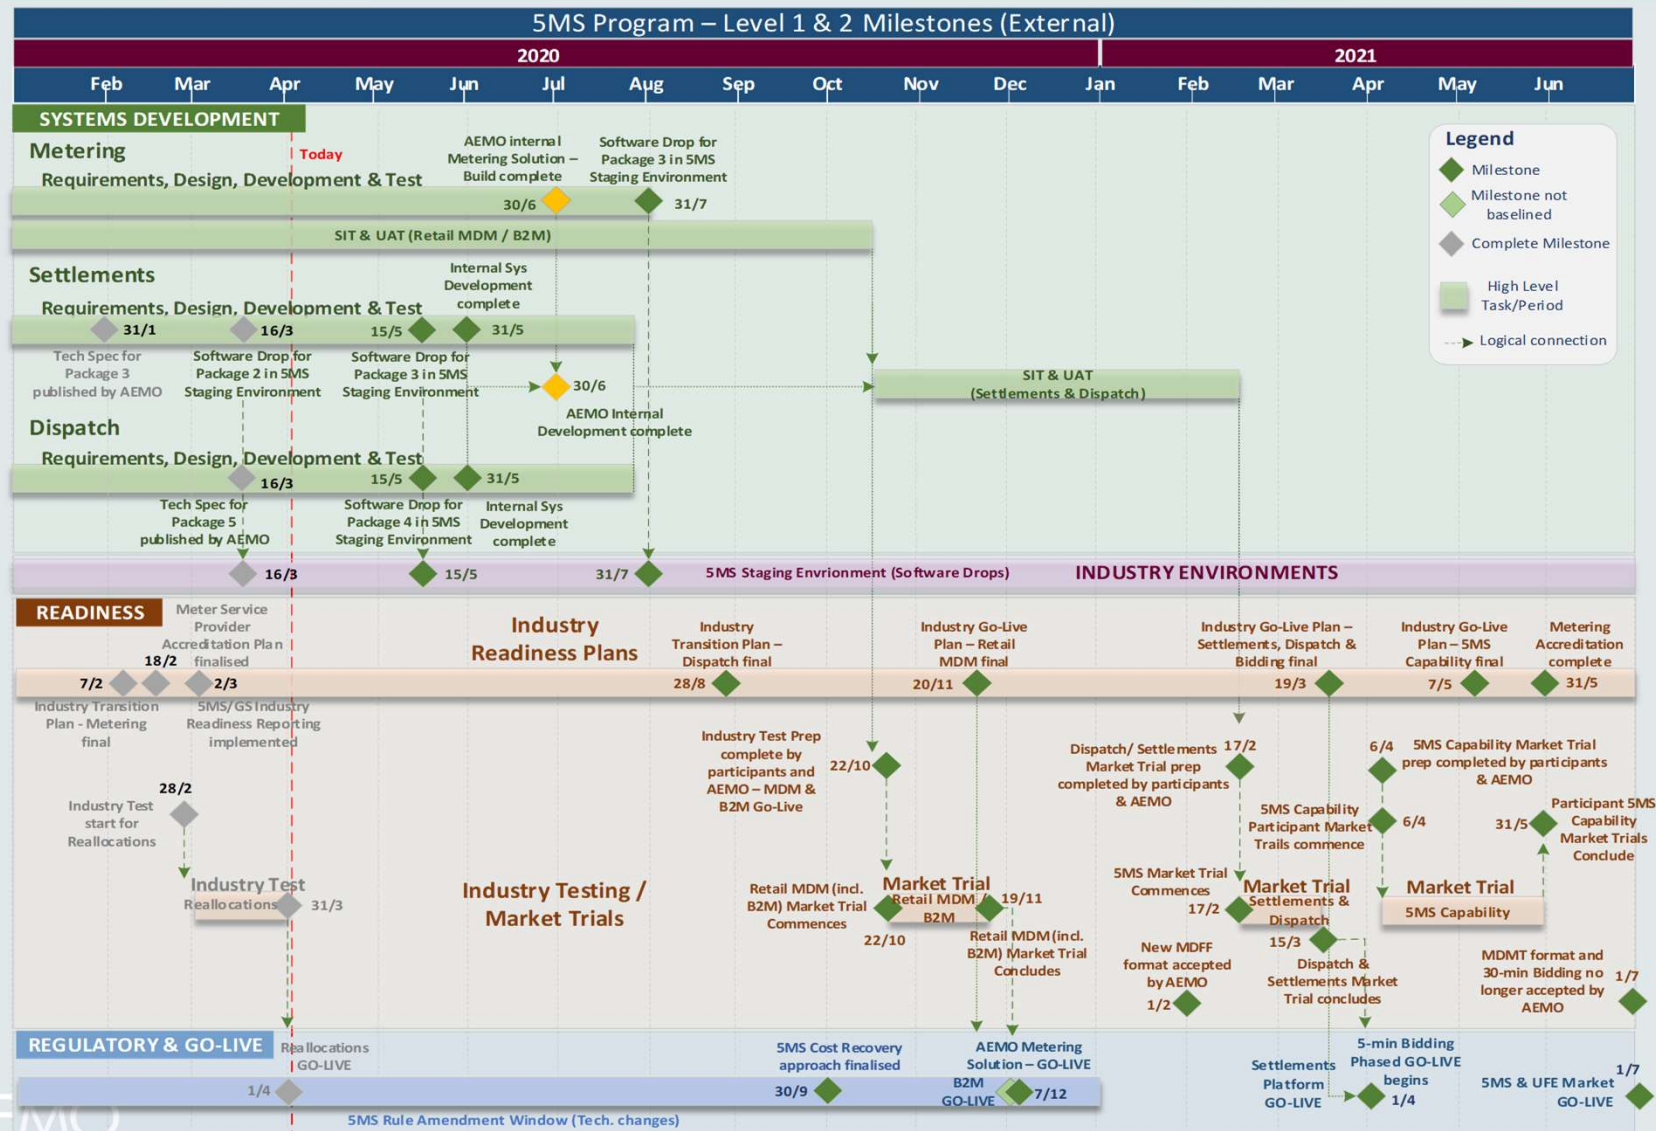 5MS Program – Level 1 & 2 Milestones (External)
2020
2021
Feb Mar Apr May Jun Jul Aug Sep Oct Nov Dec Jan Feb Mar Apr May Jun
SYSTEMS DEVELOPMENT
Today
Metering
Requirements, Design, Development & Test
AEMO internal
Metering Solution –
Build complete
30/6
Software Drop for
Package 3 in 5MS
Staging Environment
31/7
SIT & UAT (Retail MDM / B2M)
Legend
Milestone
Milestone not
baselined
Complete Milestone
High Level
Task/Period
Logical connection
Settlements
Requirements, Design, Development & Test
Internal Sys
Development
complete
31/1
16/3
15/5
31/5
Tech Spec for
Package 3
published by AEMO
Software Drop for
Package 2 in 5MS
Staging Environment
Software Drop for
Package 3 in 5MS
Staging Environment
30/6
AEMO Internal
Development complete
SIT & UAT
(Settlements & Dispatch)
Dispatch
Requirements, Design, Development & Test
16/3
15/5
31/5
Tech Spec for
Package 5
published by AEMO
Software Drop for
Package 4 in 5MS
Staging Environment
Internal Sys
Development
complete
16/3
15/5
31/7
5MS Staging Envrionment (Software Drops)
INDUSTRY ENVIRONMENTS
READINESS
Meter Service
Provider
Accreditation Plan
finalised
18/2
7/2
2/3
Industry Transition
Plan - Metering
final
5MS/GS Industry
Readiness Reporting
implemented
Industry
Readiness Plans
Industry
Transition Plan –
Dispatch final
28/8
Industry Go-Live
Plan – Retail
MDM final
20/11
Industry Go-Live Plan –
Settlements, Dispatch &
Bidding final
19/3
Industry Go-Live
Plan – 5MS
Capability final
7/5
Metering
Accreditation
complete
31/5
28/2
Industry Test
start for
Reallocations
Industry Test
Reallocations
31/3
Industry Testing /
Market Trials
Industry Test Prep
complete by
participants and
AEMO – MDM &
B2M Go-Live
22/10
Retail MDM (incl.
B2M) Market Trial
Commences
22/10
Market Trial
Retail MDM /
B2M
19/11
Retail MDM (incl.
B2M) Market Trial
Concludes
Dispatch/ Settlements
Market Trial prep
completed by participants
& AEMO
17/2
5MS Market Trial
Commences
17/2
Market Trial
Settlements &
Dispatch
15/3
Dispatch &
Settlements Market
Trial concludes
New MDFF
format accepted
by AEMO
1/2
6/4
5MS Capability Market Trial
prep completed by participants
& AEMO
5MS Capability
Participant Market
Trails commence
6/4
Market Trial
5MS Capability
31/5
Participant 5MS
Capability
Market Trials
Conclude
MDMT format and
30-min Bidding no
longer accepted by
AEMO
1/7
REGULATORY & GO-LIVE
Reallocations
GO-LIVE
1/4
5MS Rule Amendment Window (Tech. changes)
5MS Cost Recovery
approach finalised
30/9
AEMO Metering
Solution – GO-LIVE
B2M
GO-LIVE
7/12
Settlements
Platform
GO-LIVE
5-min Bidding
Phased GO-LIVE
begins
1/4
5MS & UFE Market
GO-LIVE
1/7